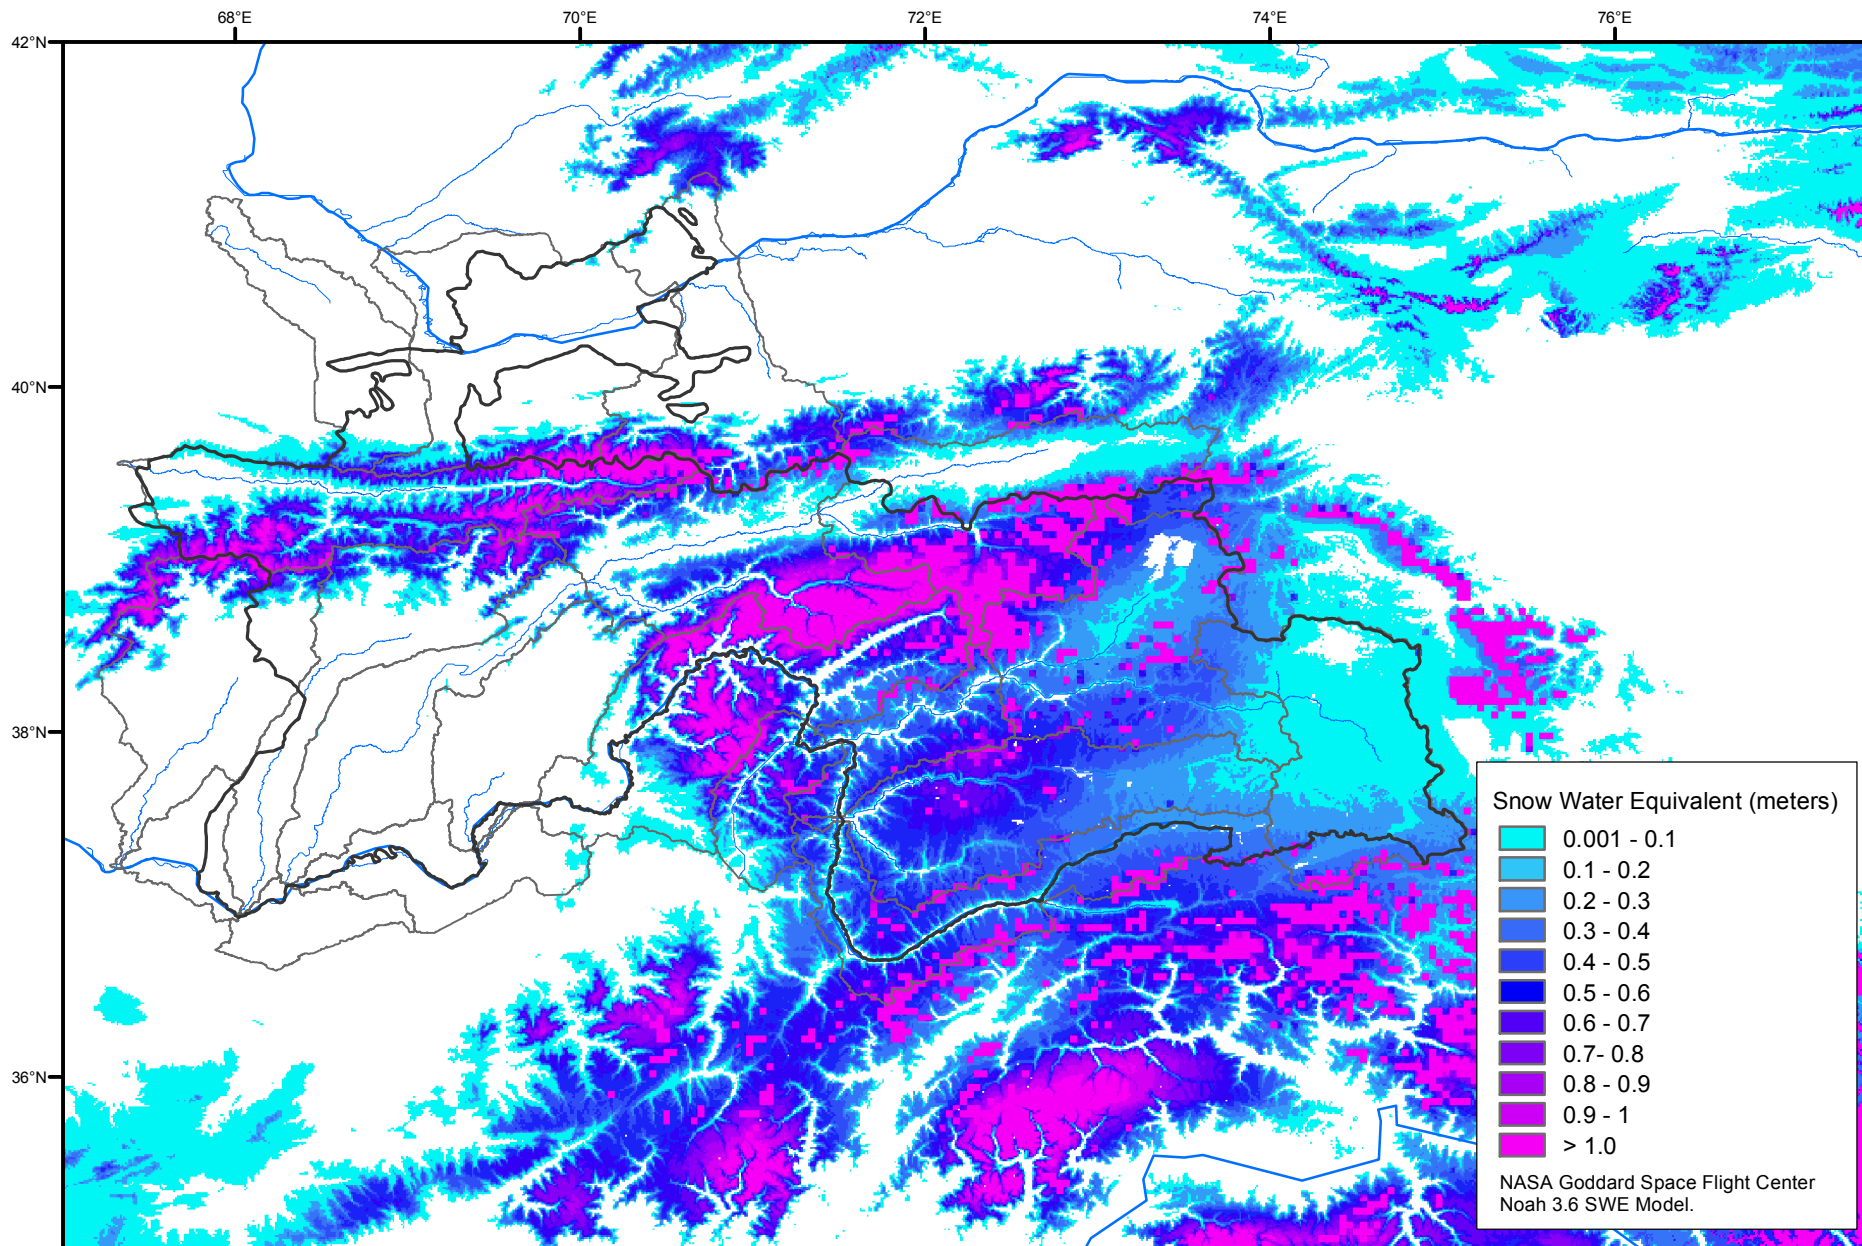 68°E 70°E 72°E 74°E 76°E
42°N
40°N
38°N
36°N
Snow Water Equivalent (meters)
0.001 - 0.1
0.1 - 0.2
0.2 - 0.3
0.3 - 0.4
0.4 - 0.5
0.5 - 0.6
0.6 - 0.7
0.7- 0.8
0.8 - 0.9
0.9 - 1
> 1.0
NASA Goddard Space Flight Center
Noah 3.6 SWE Model.